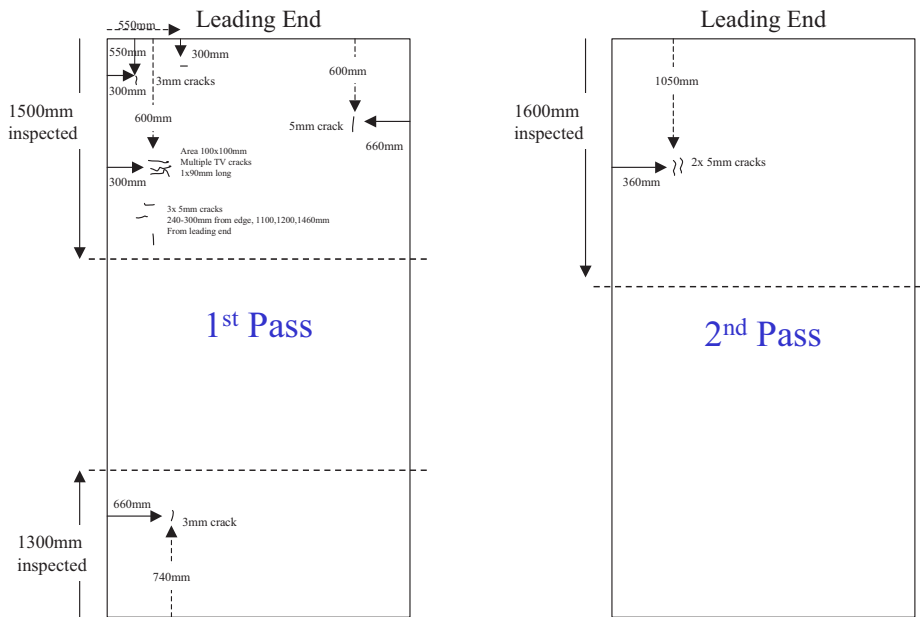 Leading End
550mm
550mm
300mm
3mm cracks
300mm
600mm
1500mm
inspected
600mm
5mm crack
660mm
Area 100x100mm
Multiple TV cracks
1x90mm long
300mm
3x 5mm cracks
240-300mm from edge, 1100,1200,1460mm
From leading end
1st Pass
660mm
3mm crack
1300mm
inspected
740mm
Leading End
1600mm
inspected
1050mm
2x 5mm cracks
360mm
2nd Pass